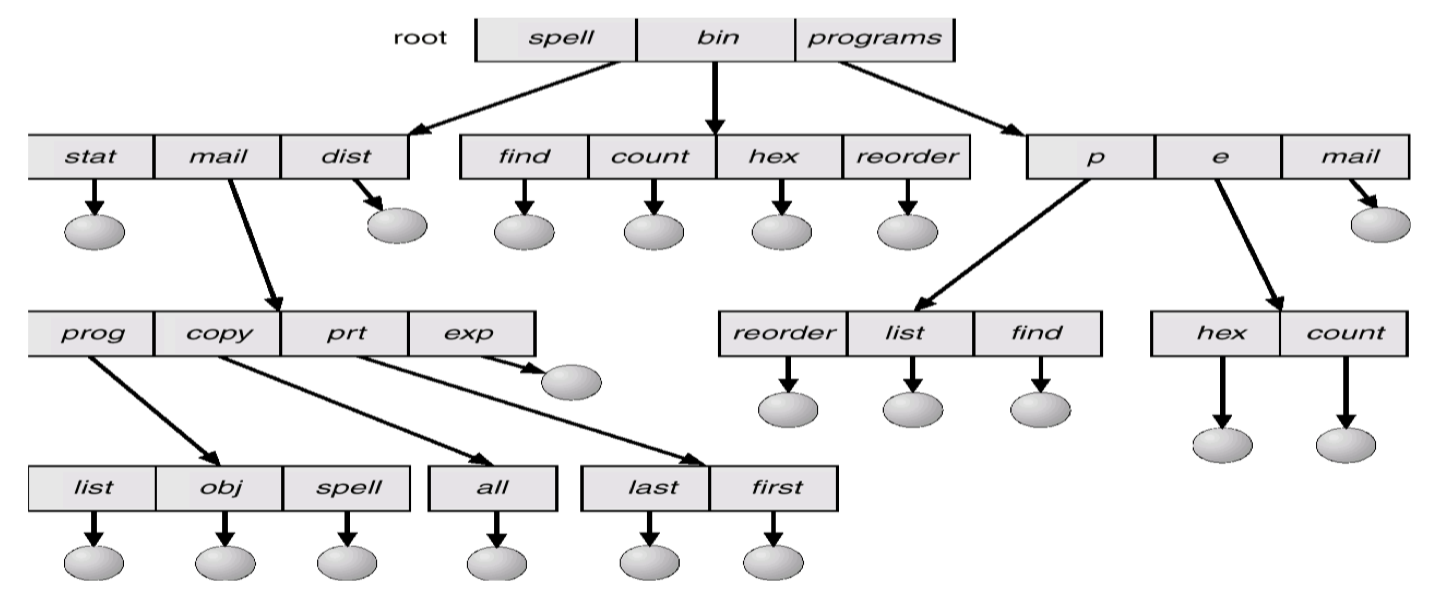 root spell bin programs
stat mail dist find count hex reorder p e mail
prog copy prt exp reorder list find hex count
list obj spell all last first